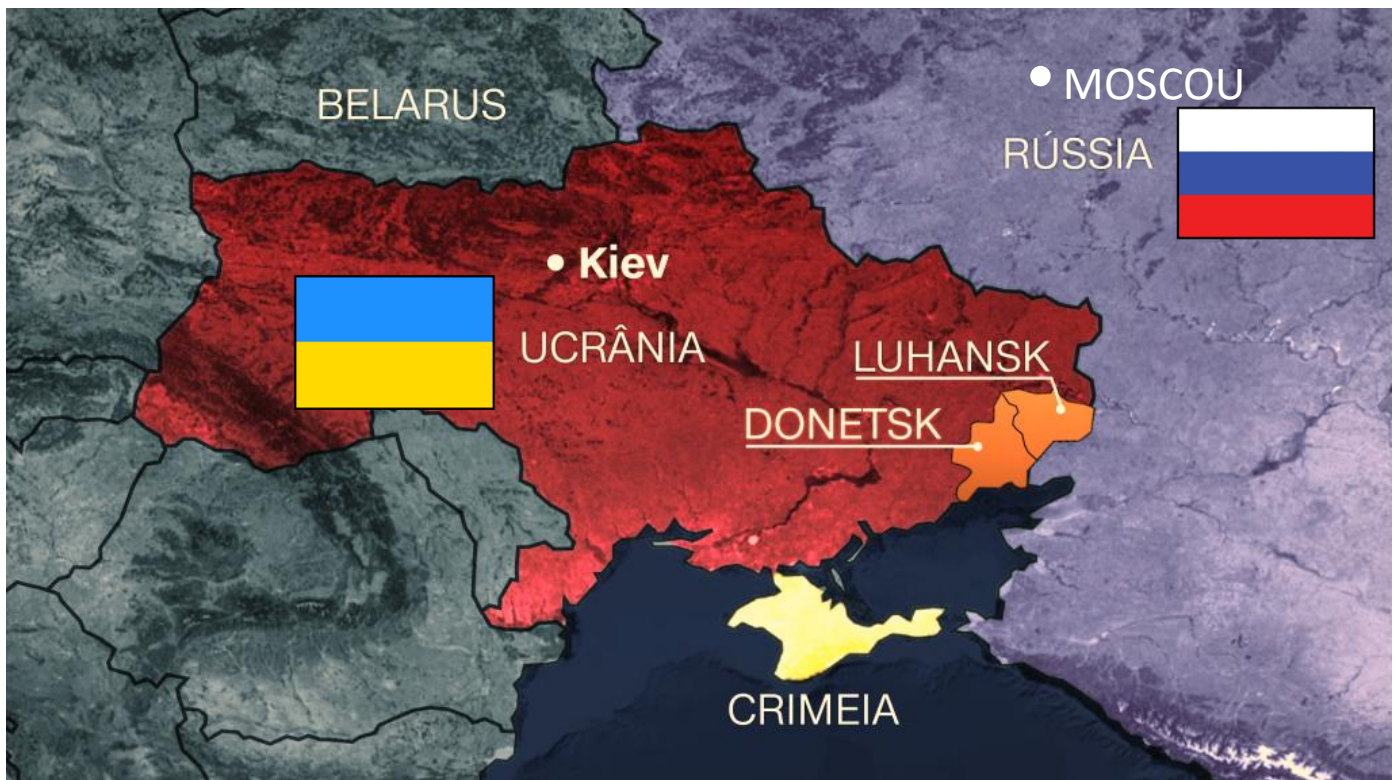 MOSCOU
BELARUS
RÚSSIA
Kiev
UCRÂNIA
LUHANSK
DONETSK
CRIMEIA